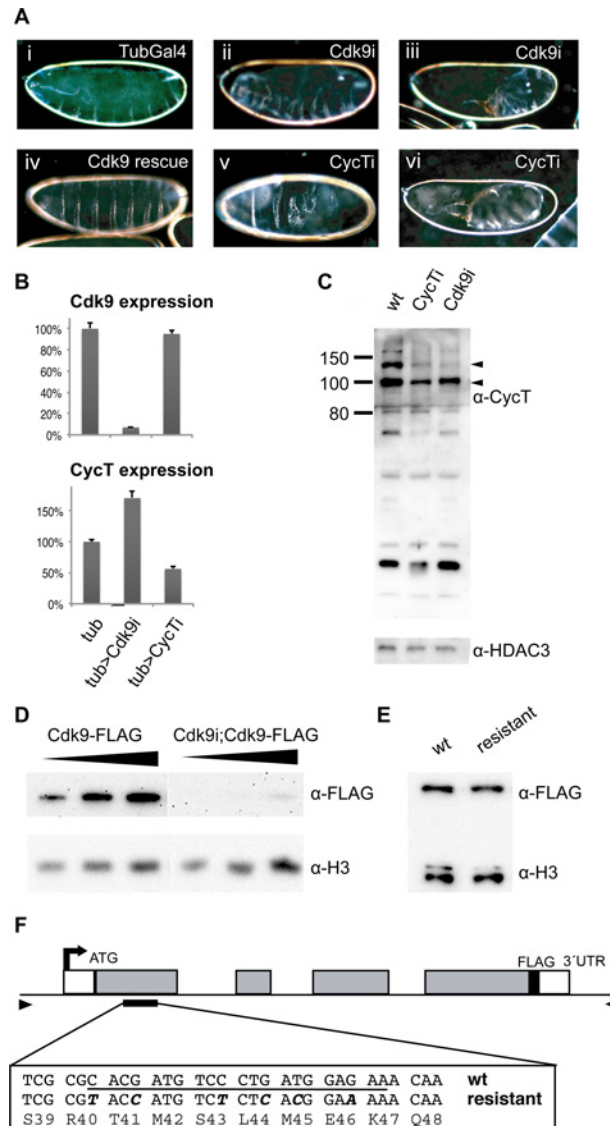 A
i
TubGal4
ii
Cdk9i
iii
Cdk9i
iv
Cdk9 rescue
v
CycTi
vi
CycTi
B
Cdk9 expression
100%
80%
60%
40%
20%
0%
CycT expression
150%
100%
50%
0%
tub
tub>Cdk9i
tub>CycTi
C
wt
CycTi
Cdk9i
150
100
80
α-CycT
α-HDAC3
D
Cdk9-FLAG
Cdk9i;Cdk9-FLAG
α-FLAG
α-H3
E
wt
resistant
α-FLAG
α-H3
F
ATG
FLAG
3´UTR
TCG CGC ACG ATG TCC CTG ATG GAG AAA CAA wt
TCG CGT ACC ATG TCT CTC ACG GAA AAA CAA resistant
S39 R40 T41 M42 S43 L44 M45 E46 K47 Q48